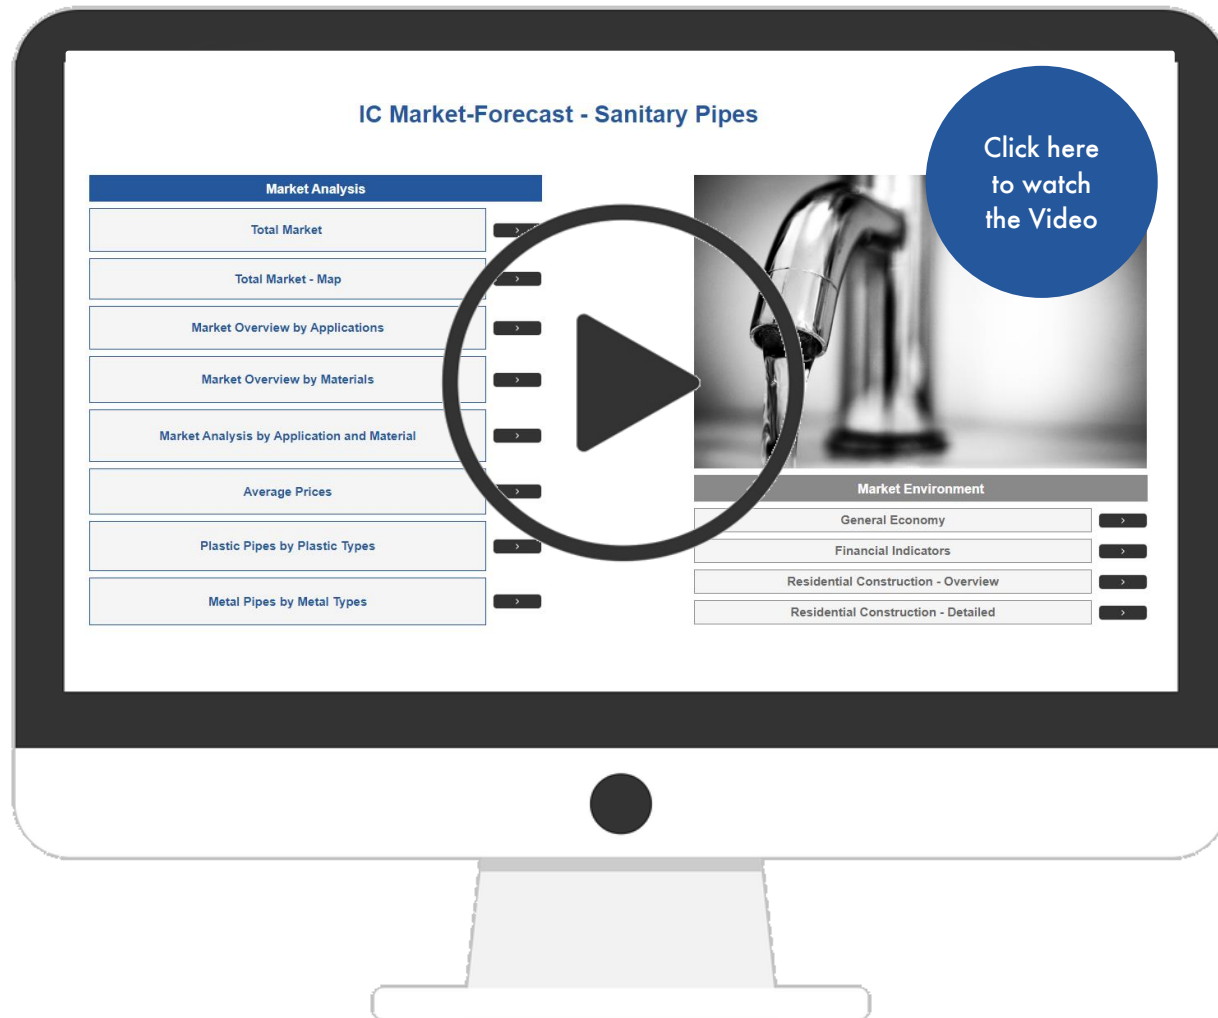 IC Market-Forecast - Sanitary Pipes
Click here
to watch
the Video
Market Analysis
Total Market
Total Market - Map
Market Overview by Applications
Market Overview by Materials
Market Analysis by Application and Material
Average Prices
Plastic Pipes by Plastic Types
Metal Pipes by Metal Types
Market Environment
General Economy
Financial Indicators
Residential Construction - Overview
Residential Construction - Detailed